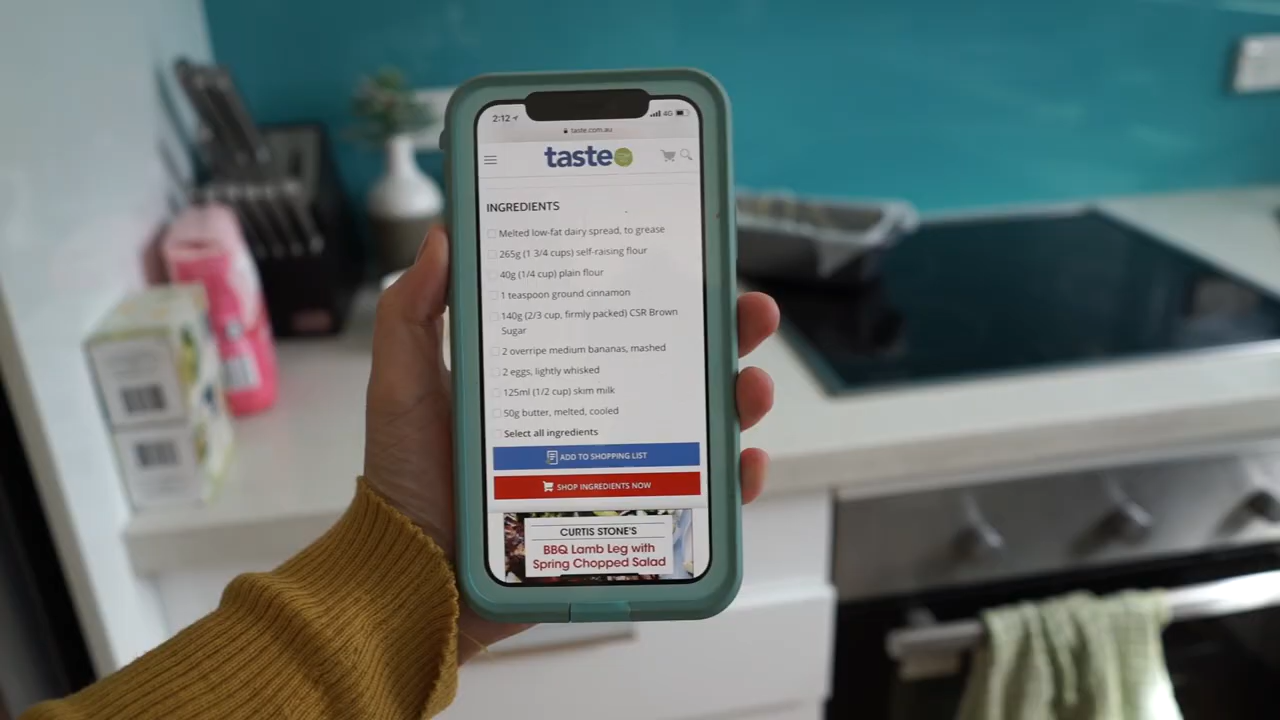 2:12
4G
taste.com.au
taste
INGREDIENTS
Melted low-fat dairy spread, to grease
265g (1 3/4 cups) self-raising flour
40g (1/4 cup) plain flour
1 teaspoon ground cinnamon
140g (2/3 cup, firmly packed) CSR Brown
Sugar
2 overripe medium bananas, mashed
2 eggs, lightly whisked
125ml (1/2 cup) skim milk
50g butter, melted, cooled
Select all ingredients
ADD TO SHOPPING LIST
SHOP INGREDIENTS NOW
CURTIS STONE'S
BBQ Lamb Leg with
Spring Chopped Salad